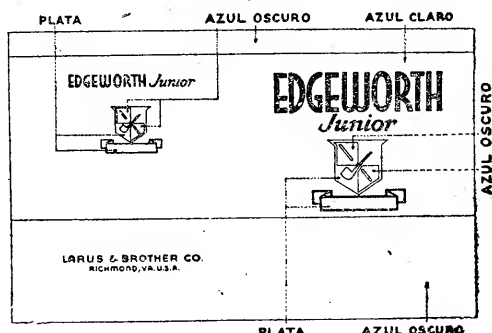 PLATA AZUL OSCURO AZUL CLARO
EDGEWORTH Junior
EDGEWORTH
Junior
AZUL OSCURO
LARUS & BROTHER CO.
RICHMOND, VA. U.S.A.
PLATA AZUL OSCURO